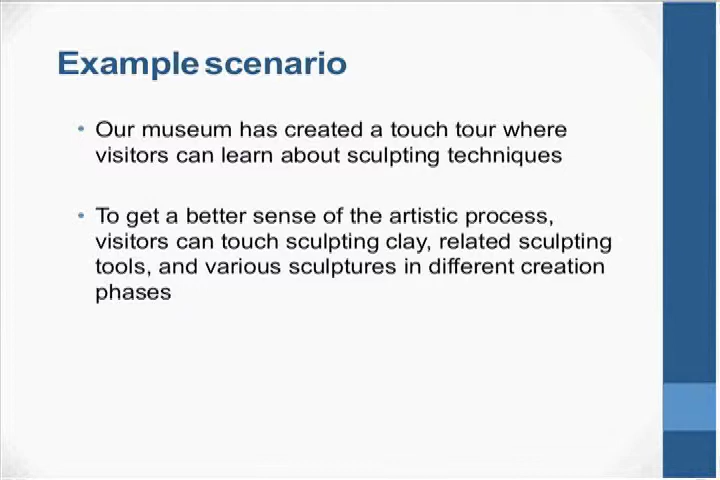 Example scenario
• Our museum has created a touch tour where
visitors can learn about sculpting techniques
• To get a better sense of the artistic process,
visitors can touch sculpting clay, related sculpting
tools, and various sculptures in different creation
phases